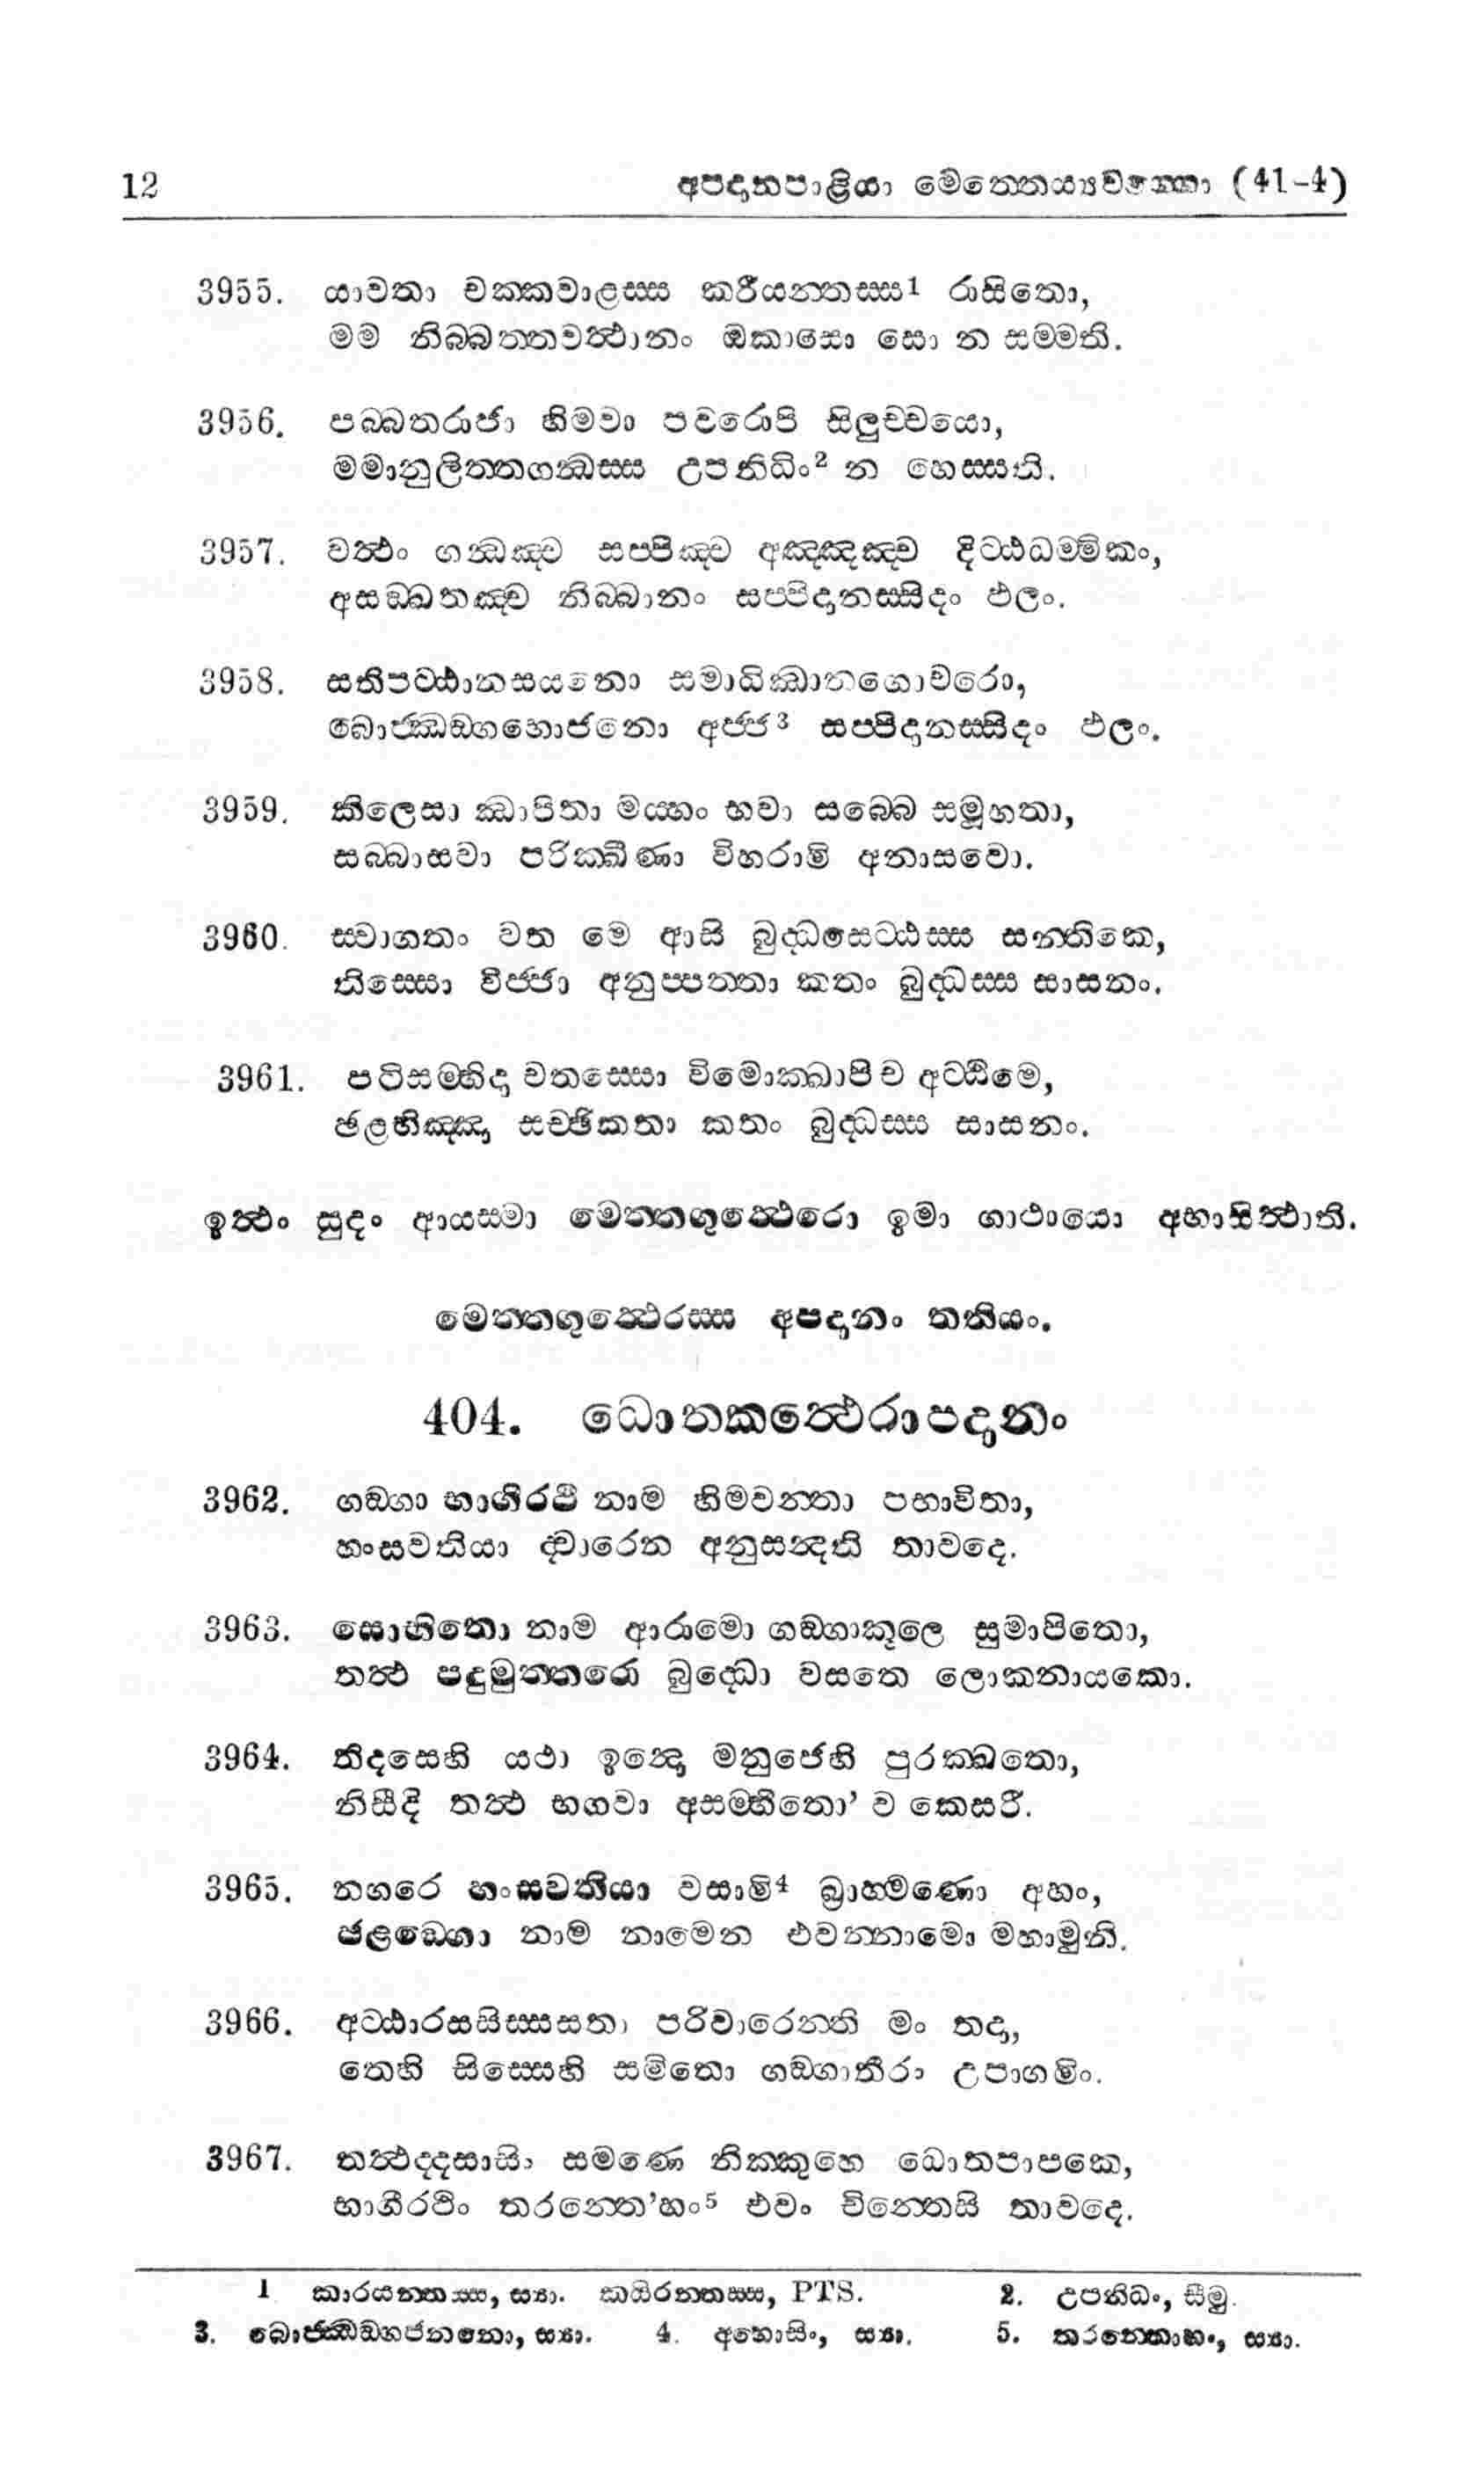 12 අපදානපාළියා මෙත්තෙය්‍යවග්ගො (41-4)
3955. යාවතා චක්කවාළස්ස කරීයන්තස්ස1 රාසිතො,
මම නිබ්බත්තවත්ථානං ඔකාසො සො න සම්මති.
3956. පබ්බතරාජා හිමවා පවරොපි සිලුච්චයො,
මමානුලිත්තගන්ධස්ස උපනිධිං2 න හෙස්සති.
3957. වත්ථං ගන්ධඤ්ච සප්පිඤ්ච අඤ්ඤඤ්ච දිට්ඨධම්මිකං,
අසඞ්ඛතඤ්ච නිබ්බානං සප්පිදානස්සිදං ඵලං.
3958. සතිපට්ඨානසයනො සමාධිඣානගොචරො,
බොජ්ඣඞ්ගභොජනො අජ්ජ3 සප්පිදානස්සිදං ඵලං.
3959. කිලෙසා ඣාපිතා මය්හං භවා සබ්බෙ සමූහතා,
සබ්බාසවා පරික්ඛීණා විහරාමි අනාසවො.
3960. ස්වාගතං වත මෙ ආසි බුද්ධසෙට්ඨස්ස සන්තිකෙ,
තිස්සො විජ්ජා අනුප්පත්තා කතං බුද්ධස්ස සාසනං.
3961. පටිසම්භිදා චතස්සො විමොක්ඛාපි ච අට්ඨිමෙ,
ඡළභිඤ්ඤා සච්ඡිකතා කතං බුද්ධස්ස සාසනං.
ඉත්ථං සුදං ආයස්මා මෙත්තගුත්ථෙරො ඉමා ගාථායො අභාසිත්ථාති.
මෙත්තගුත්ථෙරස්ස අපදානං තතියං.
404. ධොතකත්ථෙරාපදානං
3962. ගඞ්ගා භාගීරථී නාම හිමවන්තා පභාවිතා,
හංසවතියා ද්වාරෙන අනුසන්දති තාවදෙ.
3963. සොභිතො නාම ආරාමො ගඞ්ගාකූලෙ සුමාපිතො,
තත්ථ පදුමුත්තරො බුද්ධො වසතෙ ලොකනායකො.
3964. තිදසෙහි යථා ඉන්දො මනුජෙහි පුරක්ඛතො,
නිසීදි තත්ථ භගවා අසම්භීතො’ ව කෙසරී.
3965. නගරෙ හංසවතියා වසාමි4 බ්‍රාහ්මණො අහං,
ඡළඞ්ගො නාම නාමෙන එවන්නාමො මහාමුනි.
3966. අට්ඨාරසසිස්සසතා පරිවාරෙන්ති මං තදා,
තෙහි සිස්සෙහි සමිතො ගඞ්ගාතීරා උපාගමිං.
3967. තත්ථද්දසාසිං සමණෙ නික්කුහෙ ධොතපාපකෙ,
භාගීරථිං තරන්තෙ’හං5 එවං චින්තෙසි තාවදෙ.
1 කාරයන්තස්ස, ස්‍යා. කයිරන්තස්ස, PTS. 2. උපනිධං, සීමු.
3. බොජ්ඣඞ්ගජනනො, ස්‍යා. 4. අහොසිං, ස්‍යා. 5. තරන්තොහං, ස්‍යා.